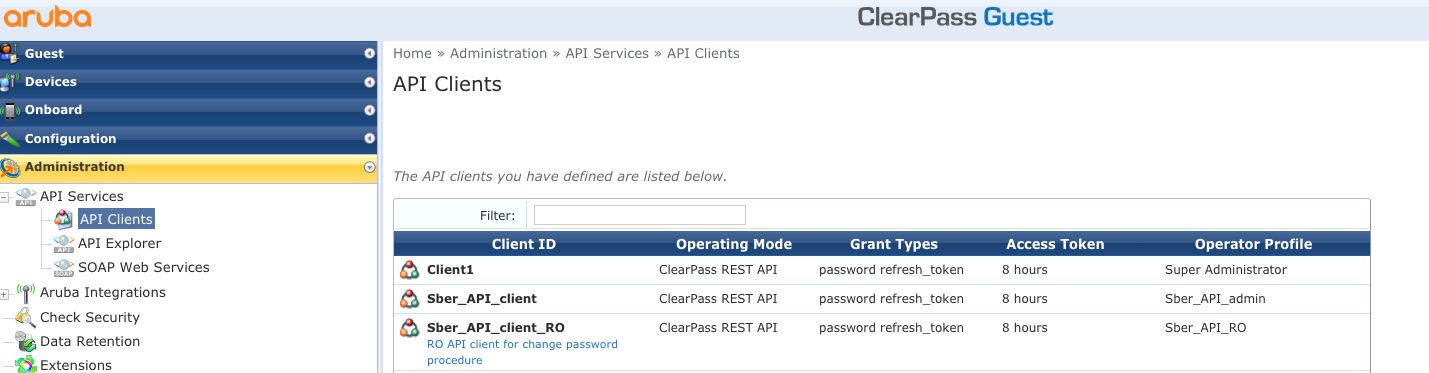 aruba
ClearPass Guest
Guest
Devices
Onboard
Configuration
Administration
API Services
API Clients
API Explorer
SOAP Web Services
Aruba Integrations
Check Security
Data Retention
Extensions
Home » Administration » API Services » API Clients
API Clients
The API clients you have defined are listed below.
Filter:
Client ID Operating Mode Grant Types Access Token Operator Profile
Client1 ClearPass REST API password refresh_token 8 hours Super Administrator
Sber_API_client ClearPass REST API password refresh_token 8 hours Sber_API_admin
Sber_API_client_RO ClearPass REST API password refresh_token 8 hours Sber_API_RO
RO API client for change password
procedure